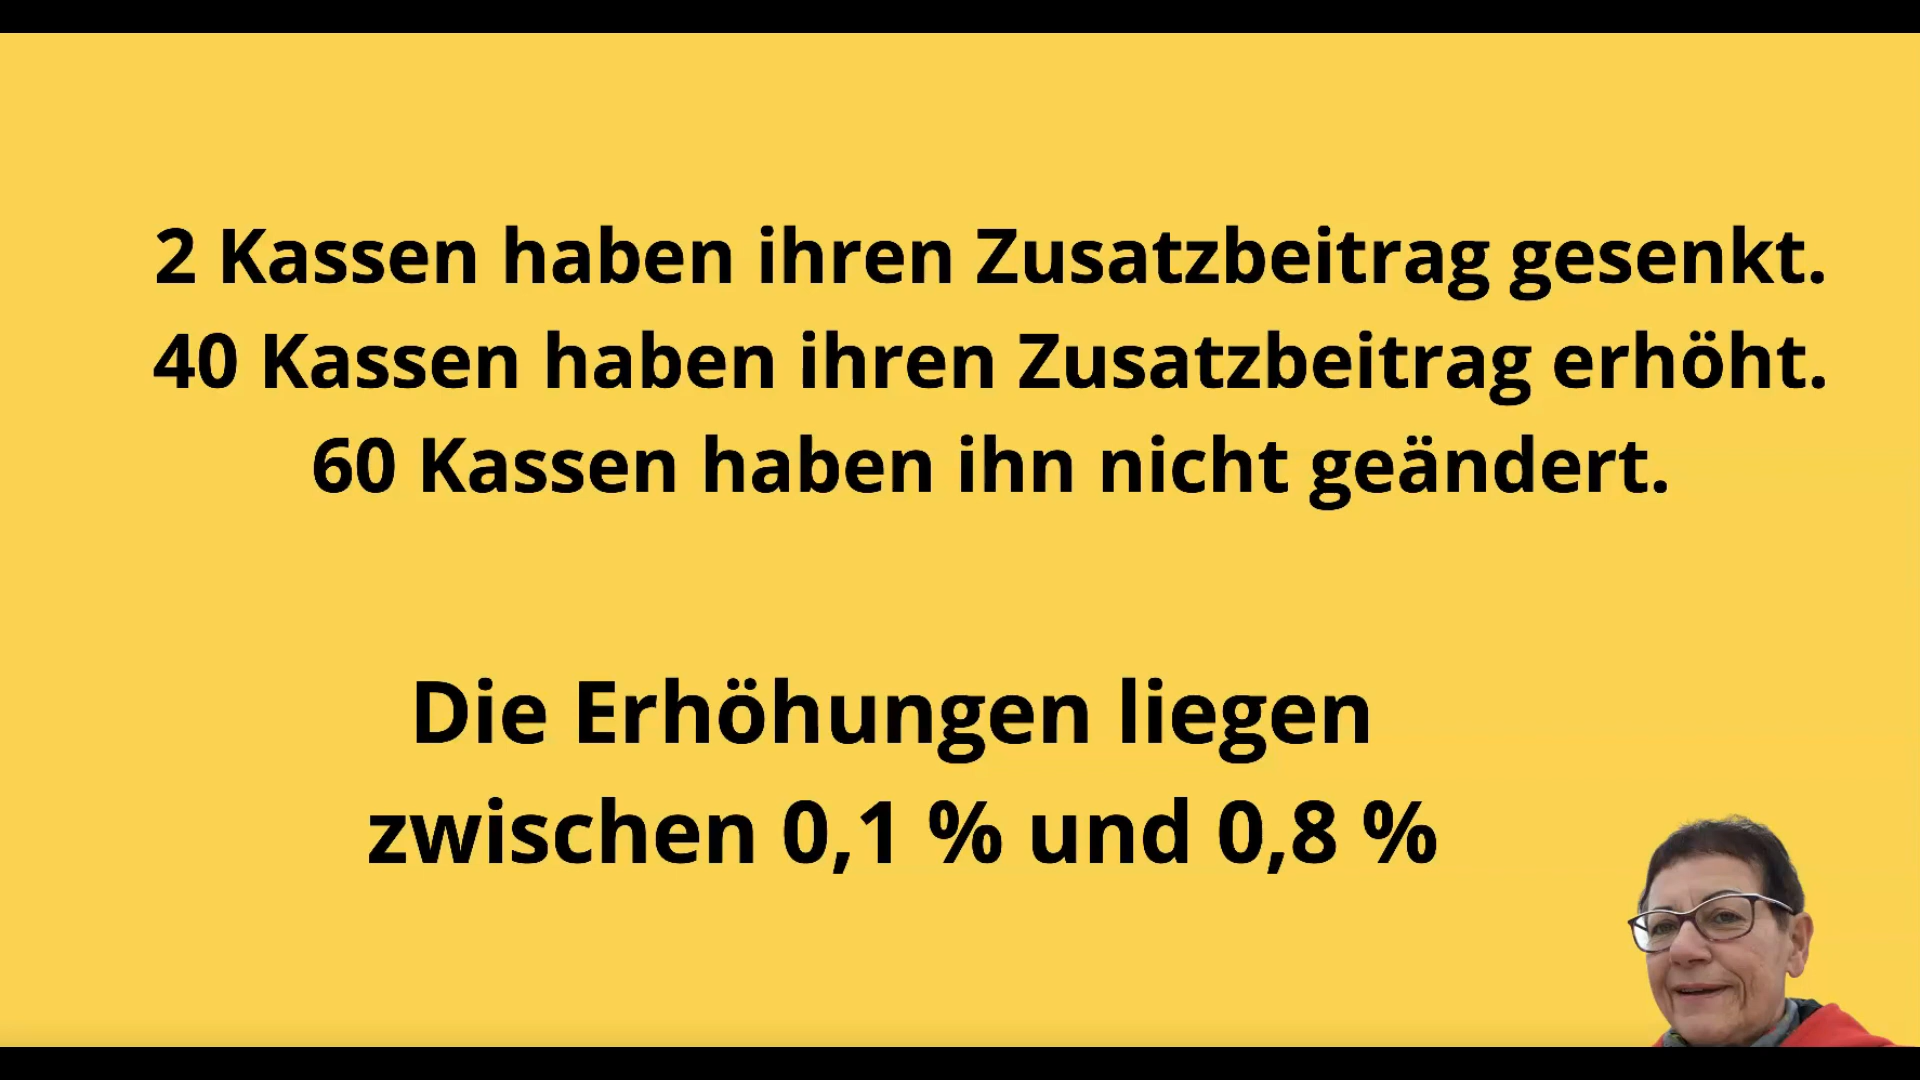 2 Kassen haben ihren Zusatzbeitrag gesenkt.
40 Kassen haben ihren Zusatzbeitrag erhöht.
60 Kassen haben ihn nicht geändert.
Die Erhöhungen liegen
zwischen 0,1 % und 0,8 %